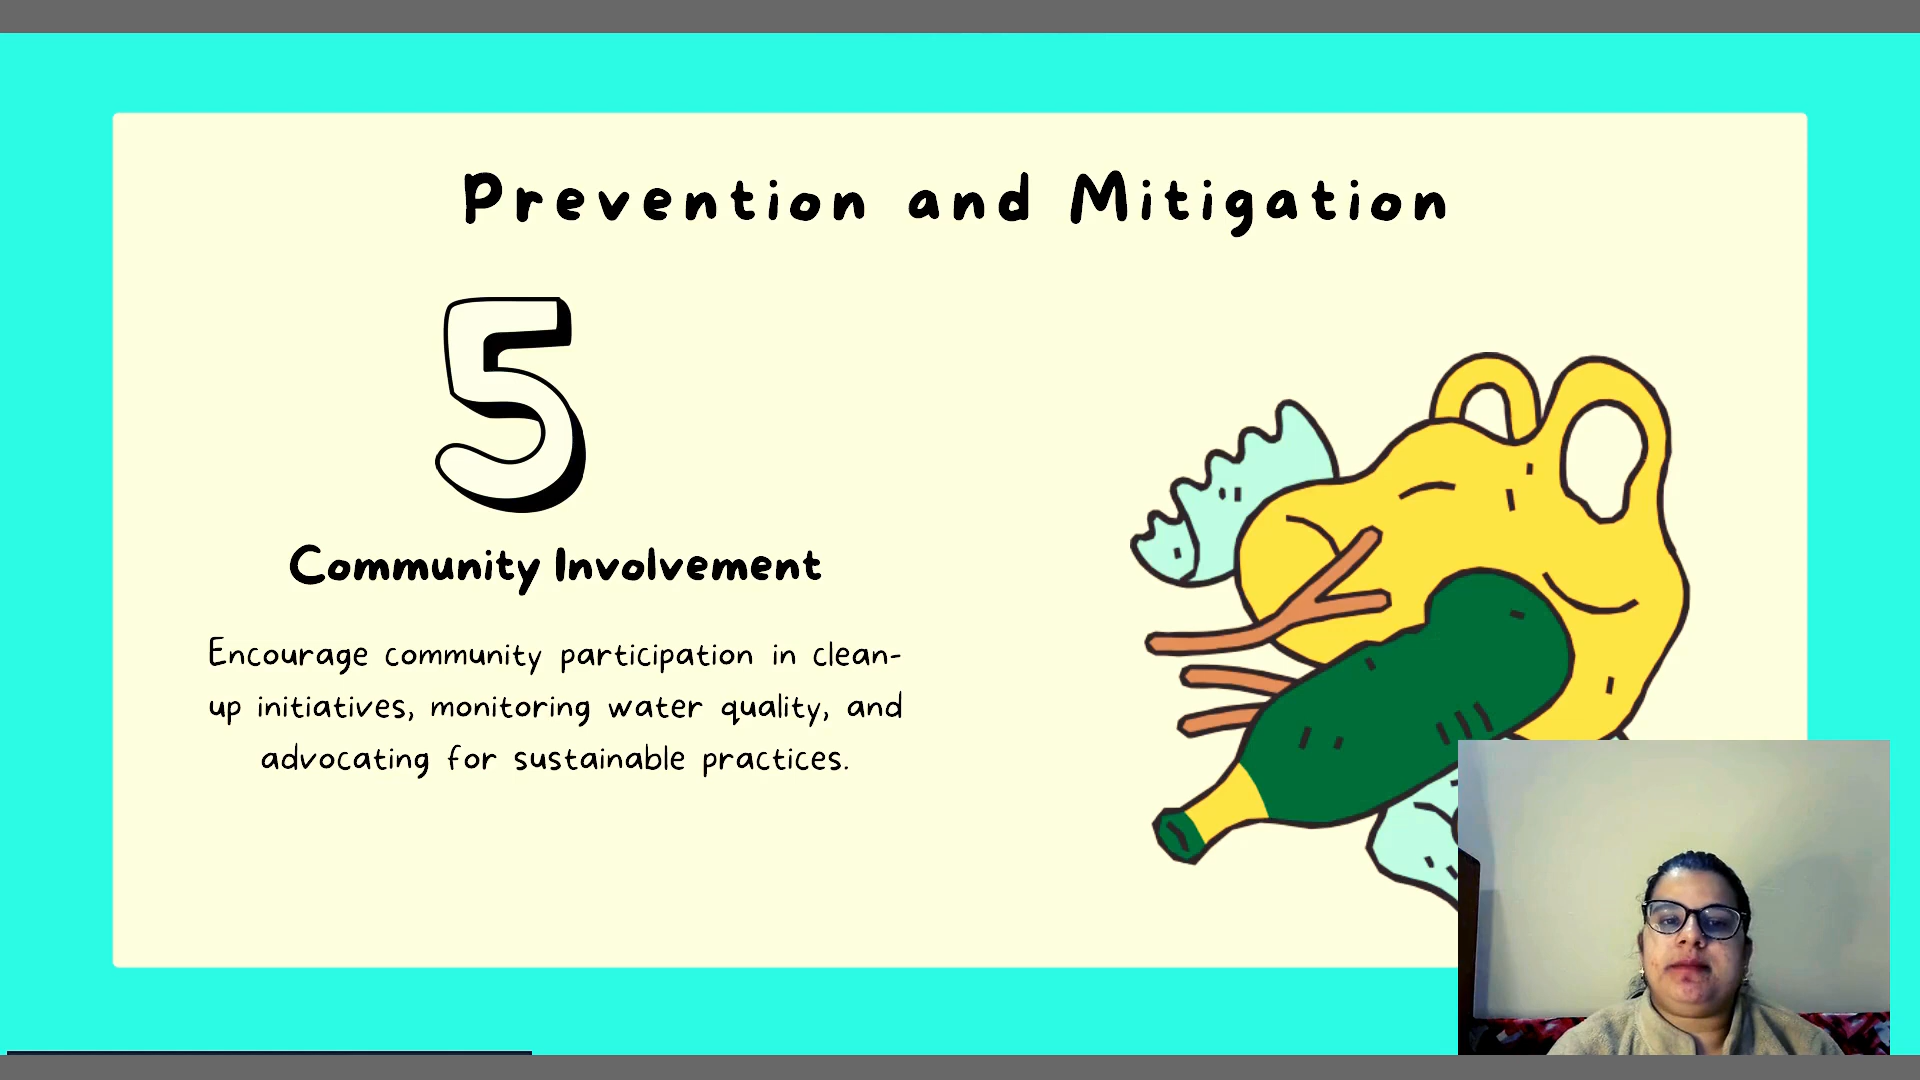 Prevention and Mitigation
5
Community Involvement
Encourage community participation in clean-
up initiatives, monitoring water quality, and
advocating for sustainable practices.